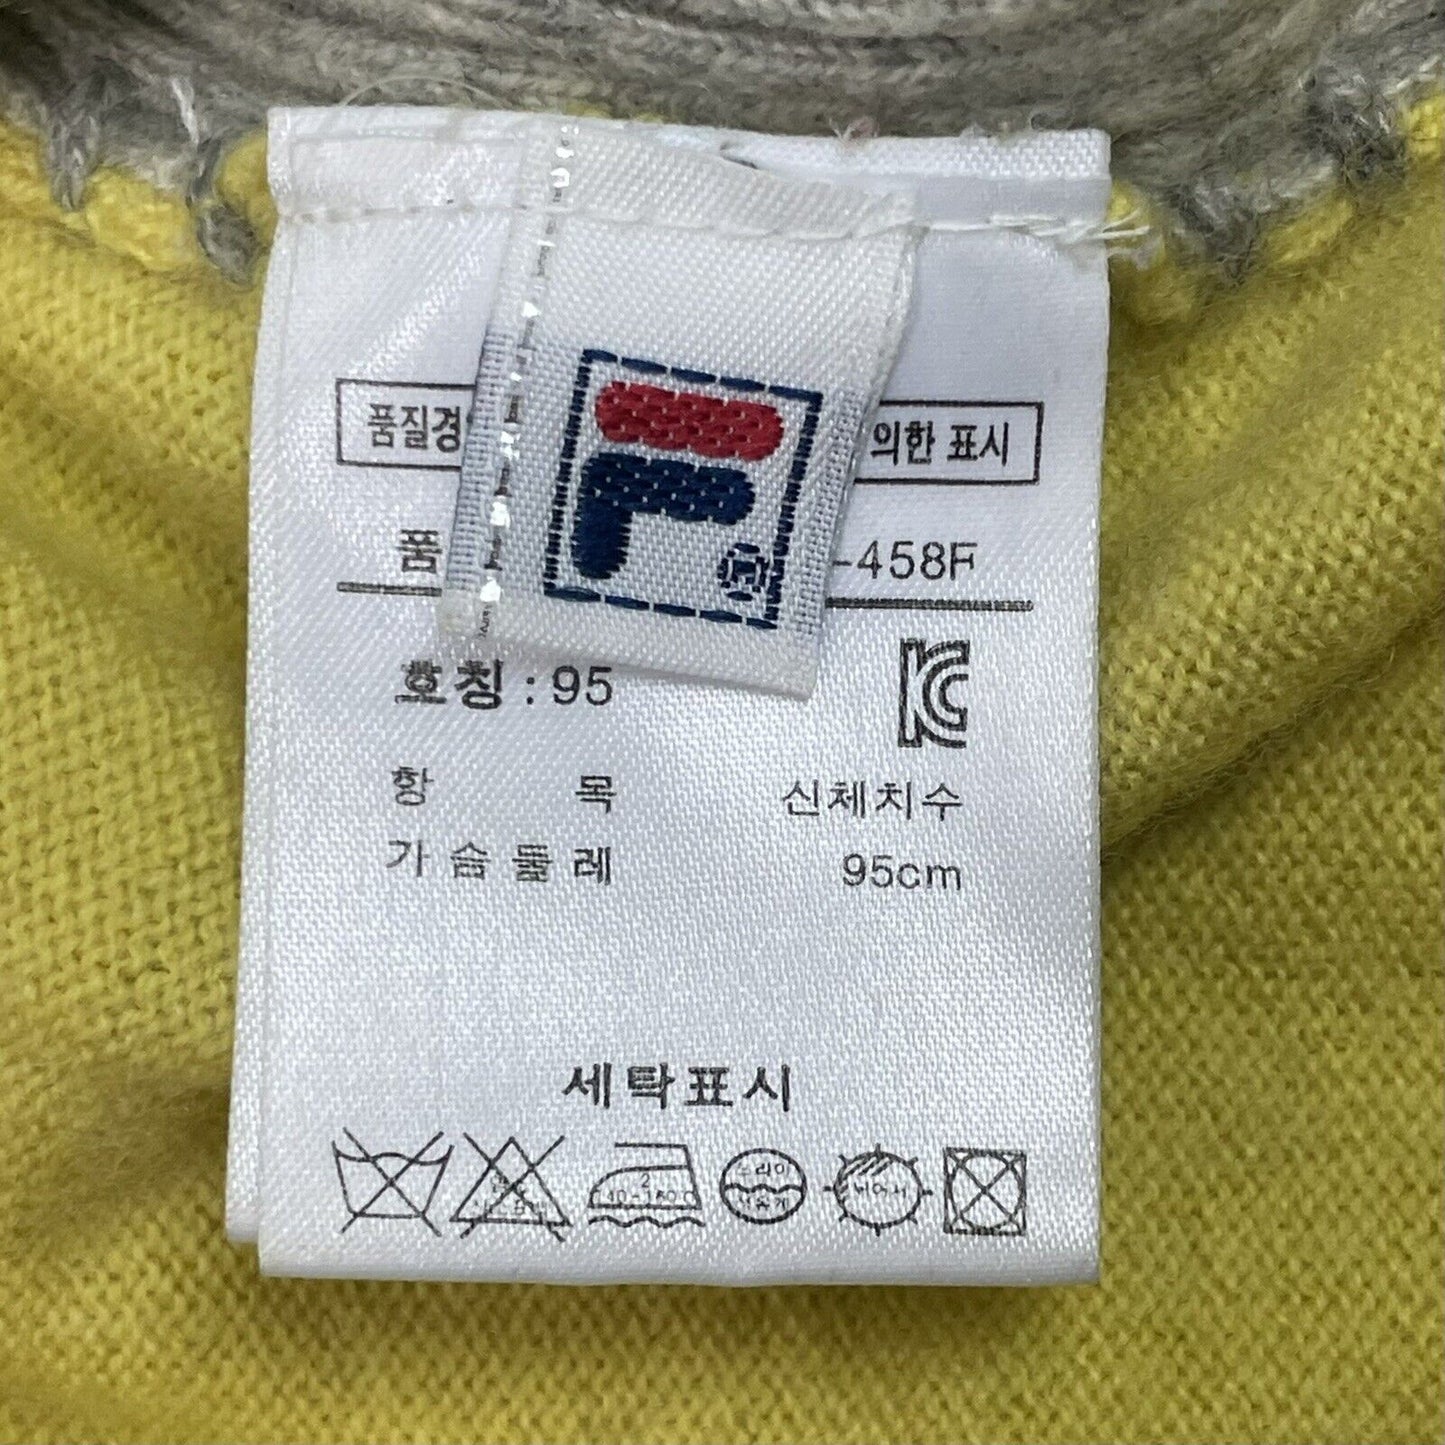 품질경 의한 표시
품 -458F
호칭 : 95
항 목 신체치수
가슴둘레 95cm
세탁표시
2